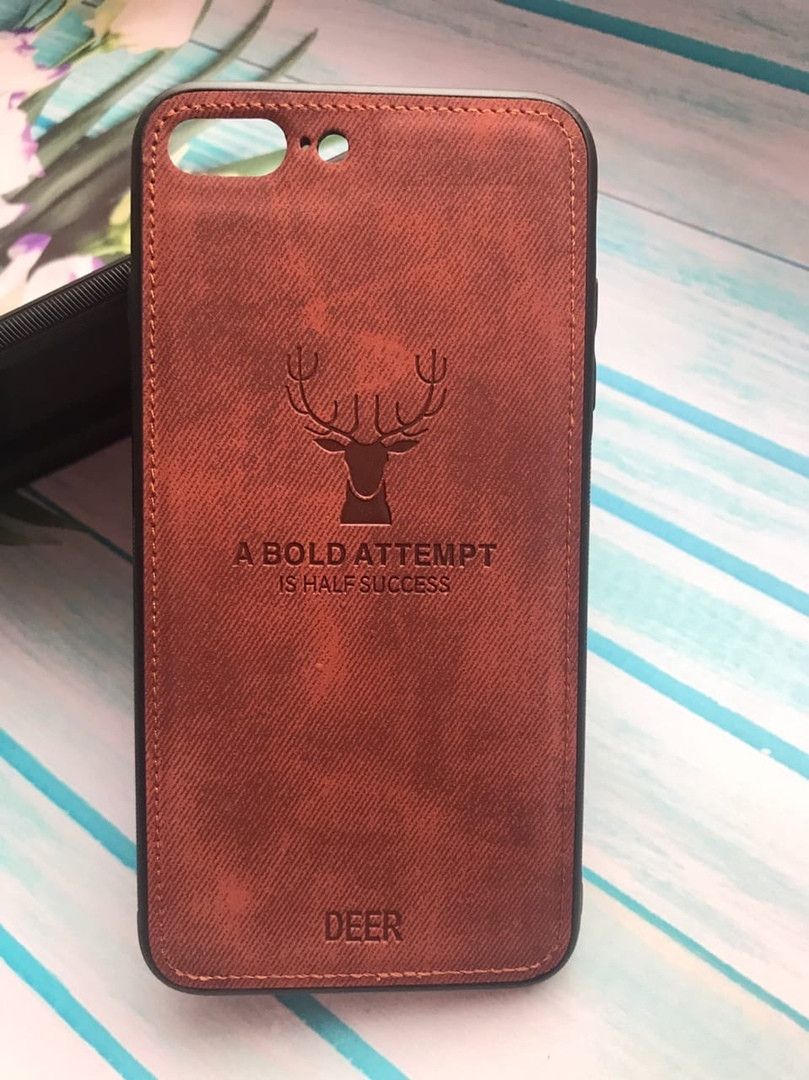 A BOLD ATTEMPT
IS HALF SUCCESS
DEER